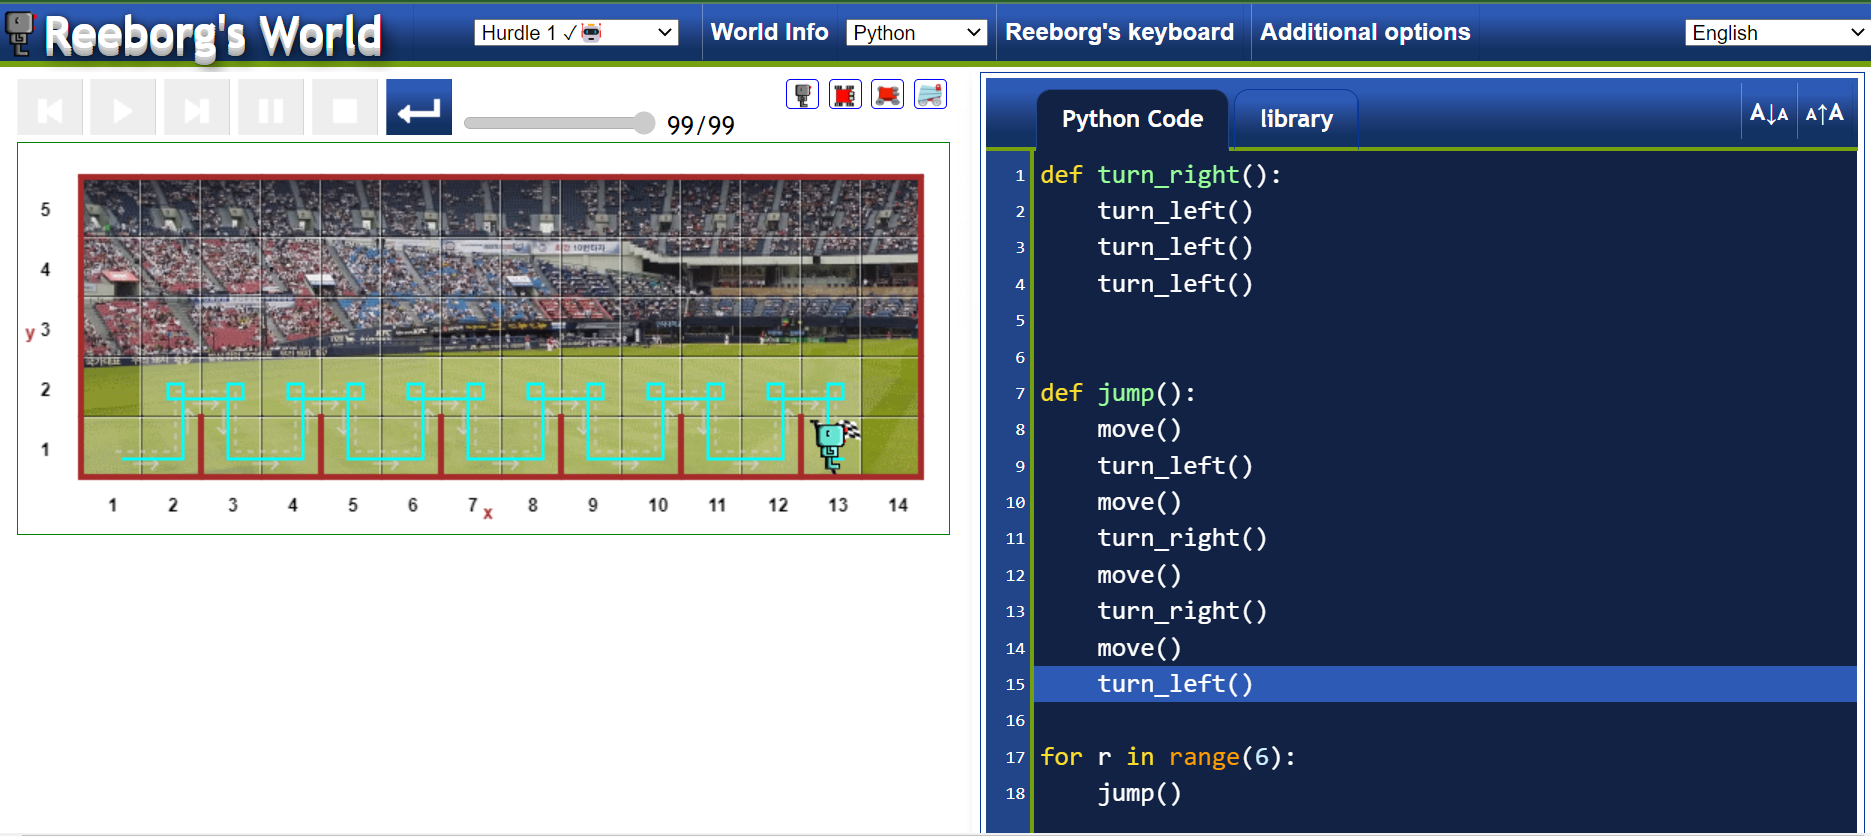 Reeborg's World
Hurdle 1 ✓🤖
World Info
Python
Reeborg's keyboard
Additional options
English
99/99
Python Code
library
A↓A
A↑A
5
4
y 3
2
1
1 2 3 4 5 6 7 x 8 9 10 11 12 13 14
1 def turn_right():
2     turn_left()
3     turn_left()
4     turn_left()
5
6
7 def jump():
8     move()
9     turn_left()
10     move()
11     turn_right()
12     move()
13     turn_right()
14     move()
15     turn_left()
16
17 for r in range(6):
18     jump()